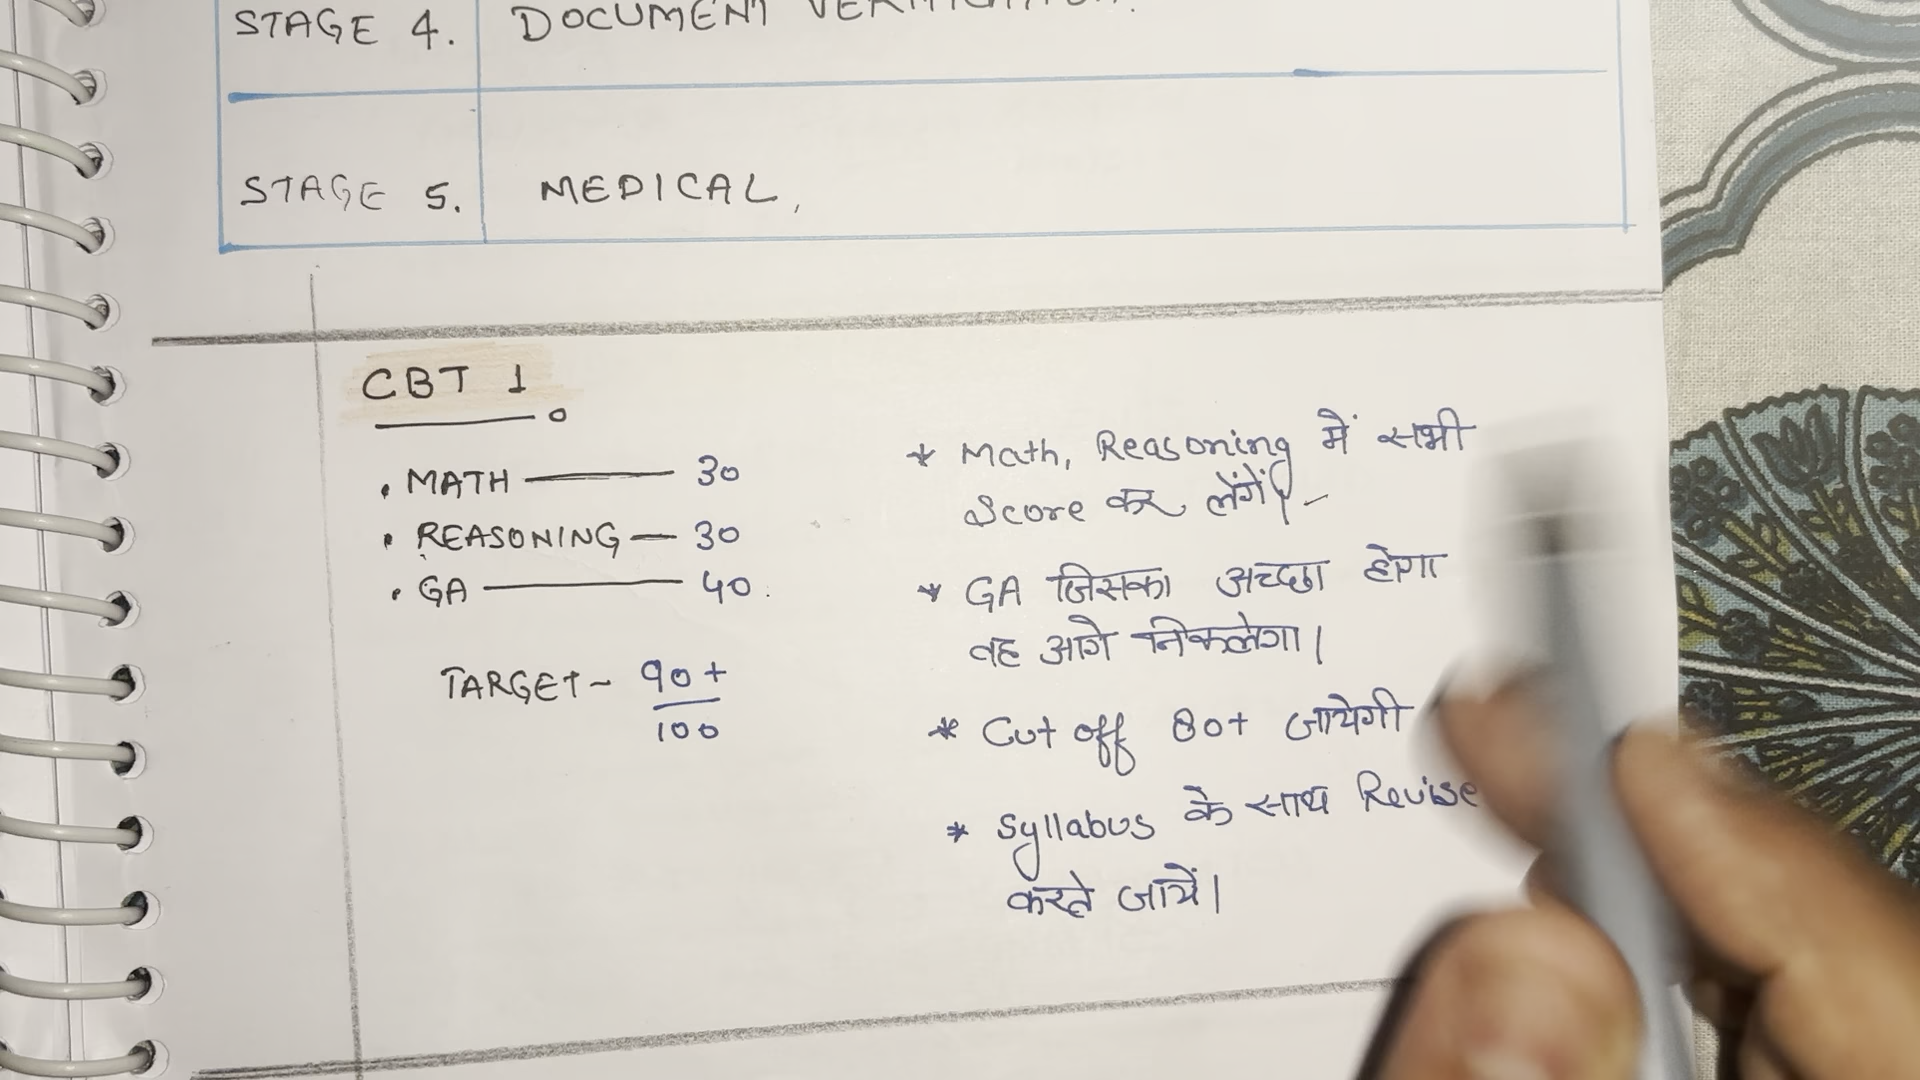 STAGE 4. DOCUMENT VERIFICATION.
STAGE 5. MEDICAL,
CBT 1
• MATH — 30
• REASONING — 30
• GA — 40.
TARGET - 90+
100
* Math, Reasoning में सभी
Score कर लेंगें। -
* GA जिसका अच्छा होगा
वह आगे निकलेगा।
* Cut off 80+ जायेगी
* Syllabus के साथ Revise
करते जायें।